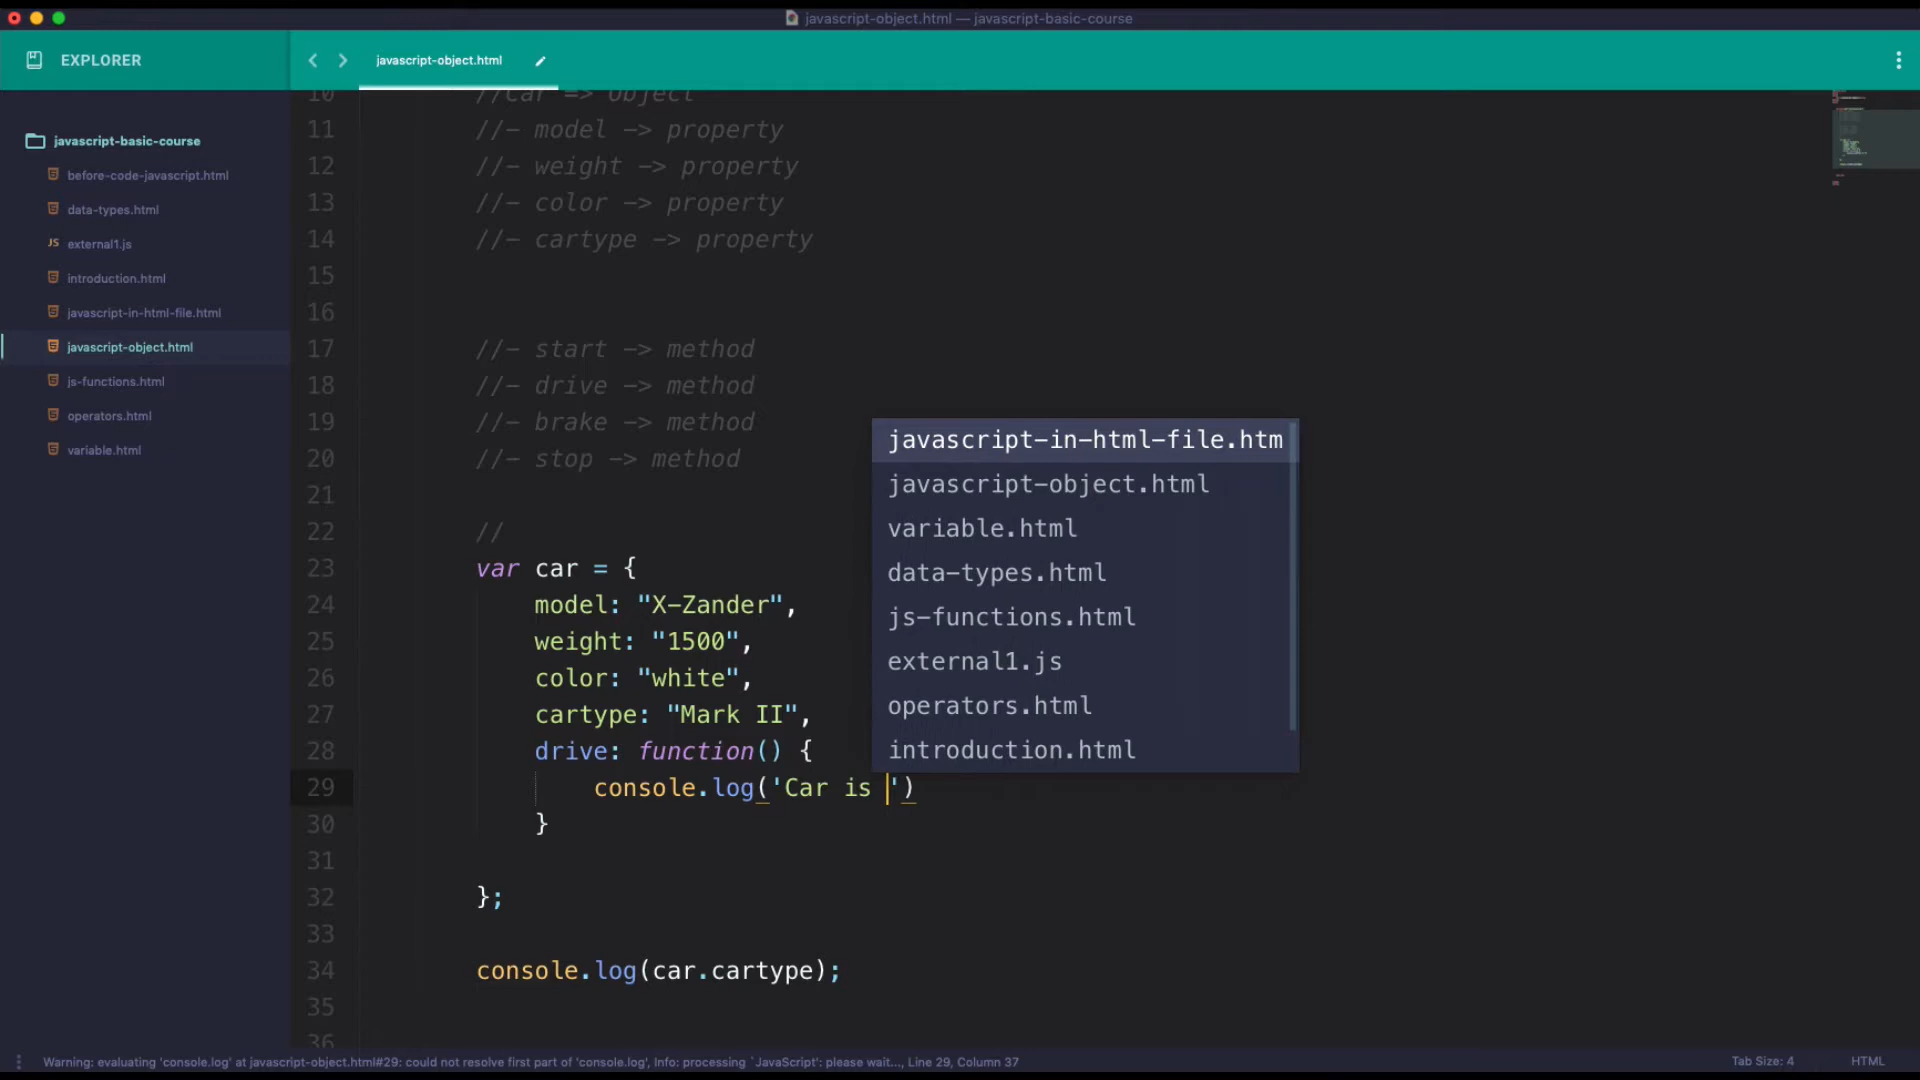 javascript-object.html — javascript-basic-course
EXPLORER
javascript-object.html
javascript-basic-course
before-code-javascript.html
data-types.html
JS external1.js
introduction.html
javascript-in-html-file.html
javascript-object.html
js-functions.html
operators.html
variable.html
10 //Car => Object
11 //- model -> property
12 //- weight -> property
13 //- color -> property
14 //- cartype -> property
15
16
17 //- start -> method
18 //- drive -> method
19 //- brake -> method
20 //- stop -> method
21
22 //
23 var car = {
24 model: "X-Zander",
25 weight: "1500",
26 color: "white",
27 cartype: "Mark II",
28 drive: function() {
29 console.log('Car is ')
30 }
31
32 };
33
34 console.log(car.cartype);
35
36
javascript-in-html-file.htm
javascript-object.html
variable.html
data-types.html
js-functions.html
external1.js
operators.html
introduction.html
Warning: evaluating 'console.log' at javascript-object.html#29: could not resolve first part of 'console.log', Info: processing `JavaScript': please wait..., Line 29, Column 37
Tab Size: 4
HTML